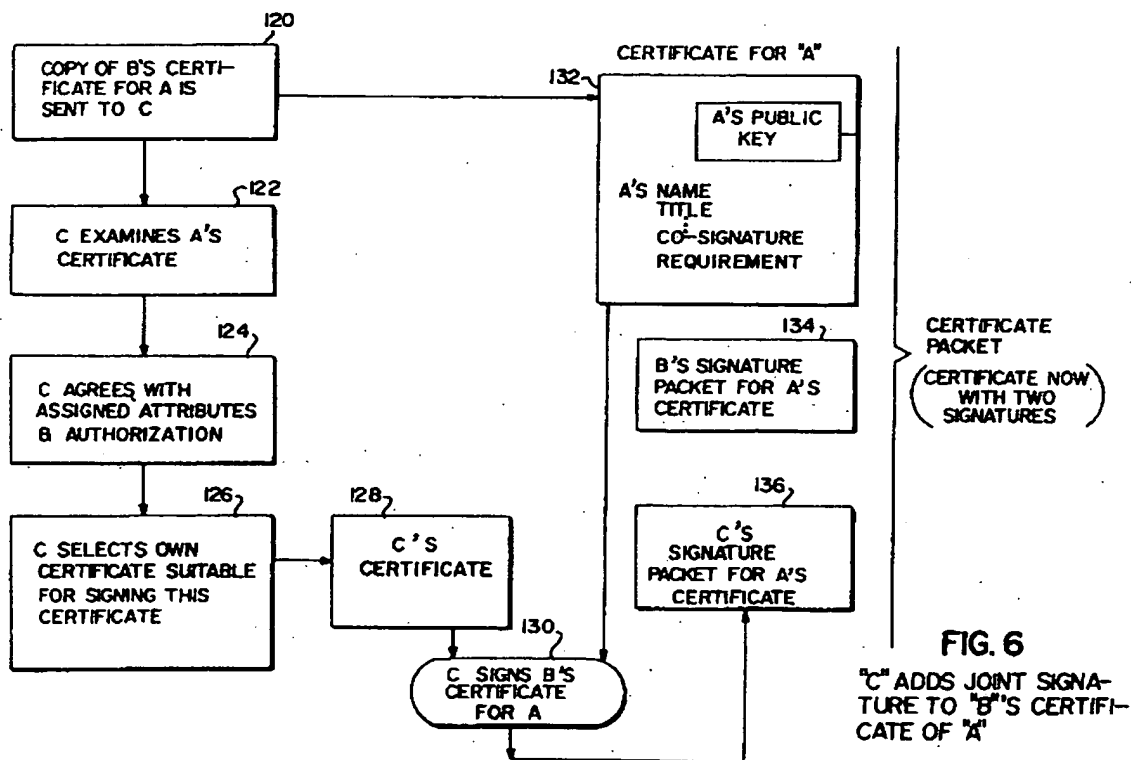 120
COPY OF B'S CERTI-
FICATE FOR A IS
SENT TO C
122
C EXAMINES A'S
CERTIFICATE
124
C AGREES WITH
ASSIGNED ATTRIBUTES
& AUTHORIZATION
126
C SELECTS OWN
CERTIFICATE SUITABLE
FOR SIGNING THIS
CERTIFICATE
128
C'S
CERTIFICATE
130
C SIGNS B'S
CERTIFICATE
FOR A
CERTIFICATE FOR "A"
132
A'S PUBLIC
KEY
A'S NAME
TITLE
CO-SIGNATURE
REQUIREMENT
134
B'S SIGNATURE
PACKET FOR A'S
CERTIFICATE
136
C'S
SIGNATURE
PACKET FOR A'S
CERTIFICATE
CERTIFICATE
PACKET
(CERTIFICATE NOW
WITH TWO
SIGNATURES)
FIG. 6
"C" ADDS JOINT SIGNA-
TURE TO "B"'S CERTIFI-
CATE OF "A"